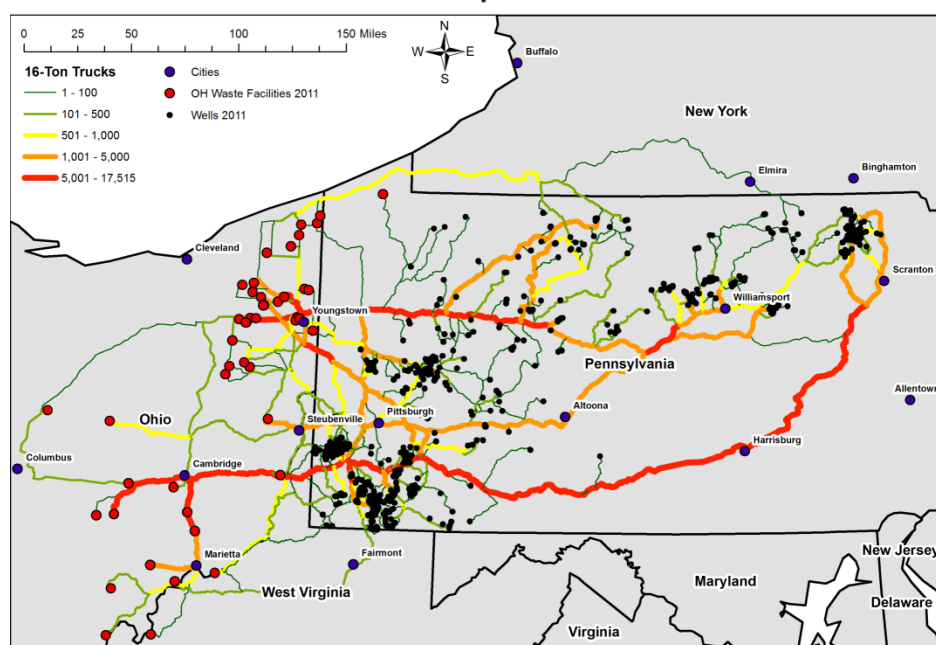 0 25 50 100 150 Miles
N
W E
S
16-Ton Trucks
1 - 100
101 - 500
501 - 1,000
1,001 - 5,000
5,001 - 17,515
Cities
OH Waste Facilities 2011
Wells 2011
Buffalo
New York
Elmira
Binghamton
Cleveland
Scranton
Williamsport
Youngstown
Pennsylvania
Allentown
Ohio
Steubenville
Pittsburgh
Altoona
Harrisburg
Columbus
Cambridge
Marietta
Fairmont
West Virginia
New Jersey
Maryland
Delaware
Virginia